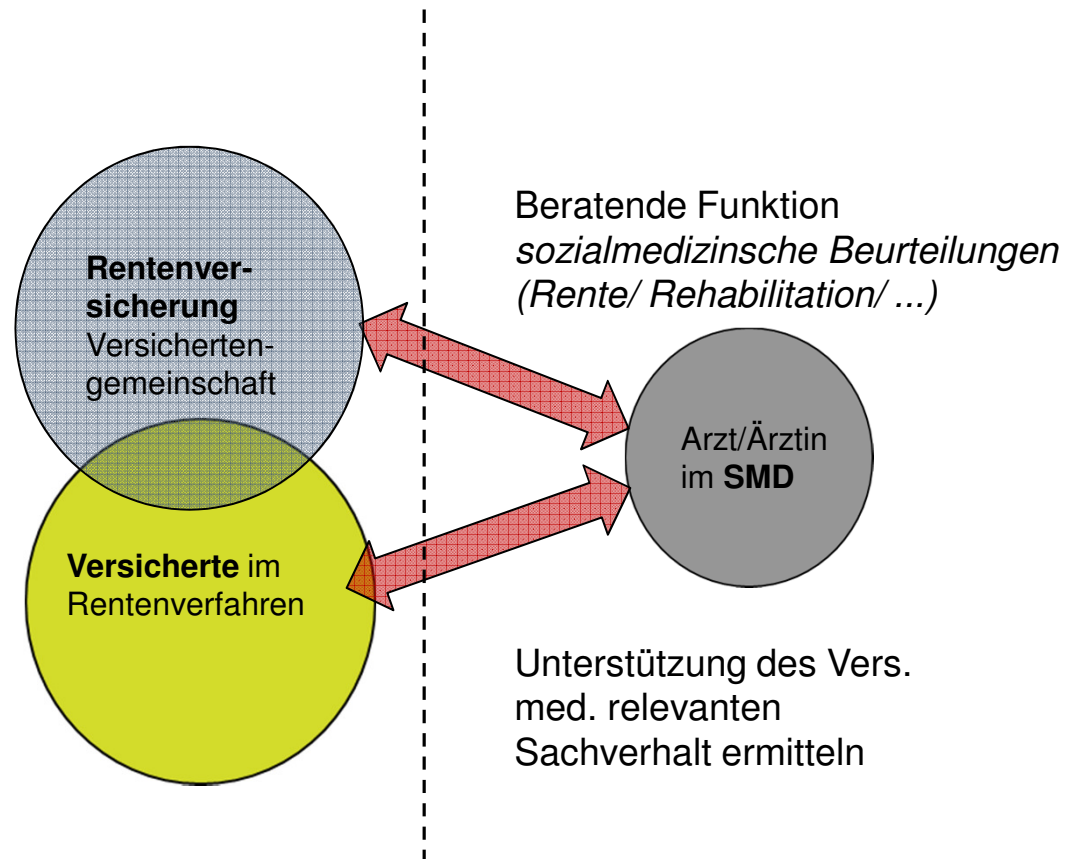 Rentenver-
sicherung
Versicherten-
gemeinschaft
Versicherte im
Rentenverfahren
Beratende Funktion
sozialmedizinsche Beurteilungen
(Rente/ Rehabilitation/ ...)
Arzt/Ärztin
im SMD
Unterstützung des Vers.
med. relevanten
Sachverhalt ermitteln